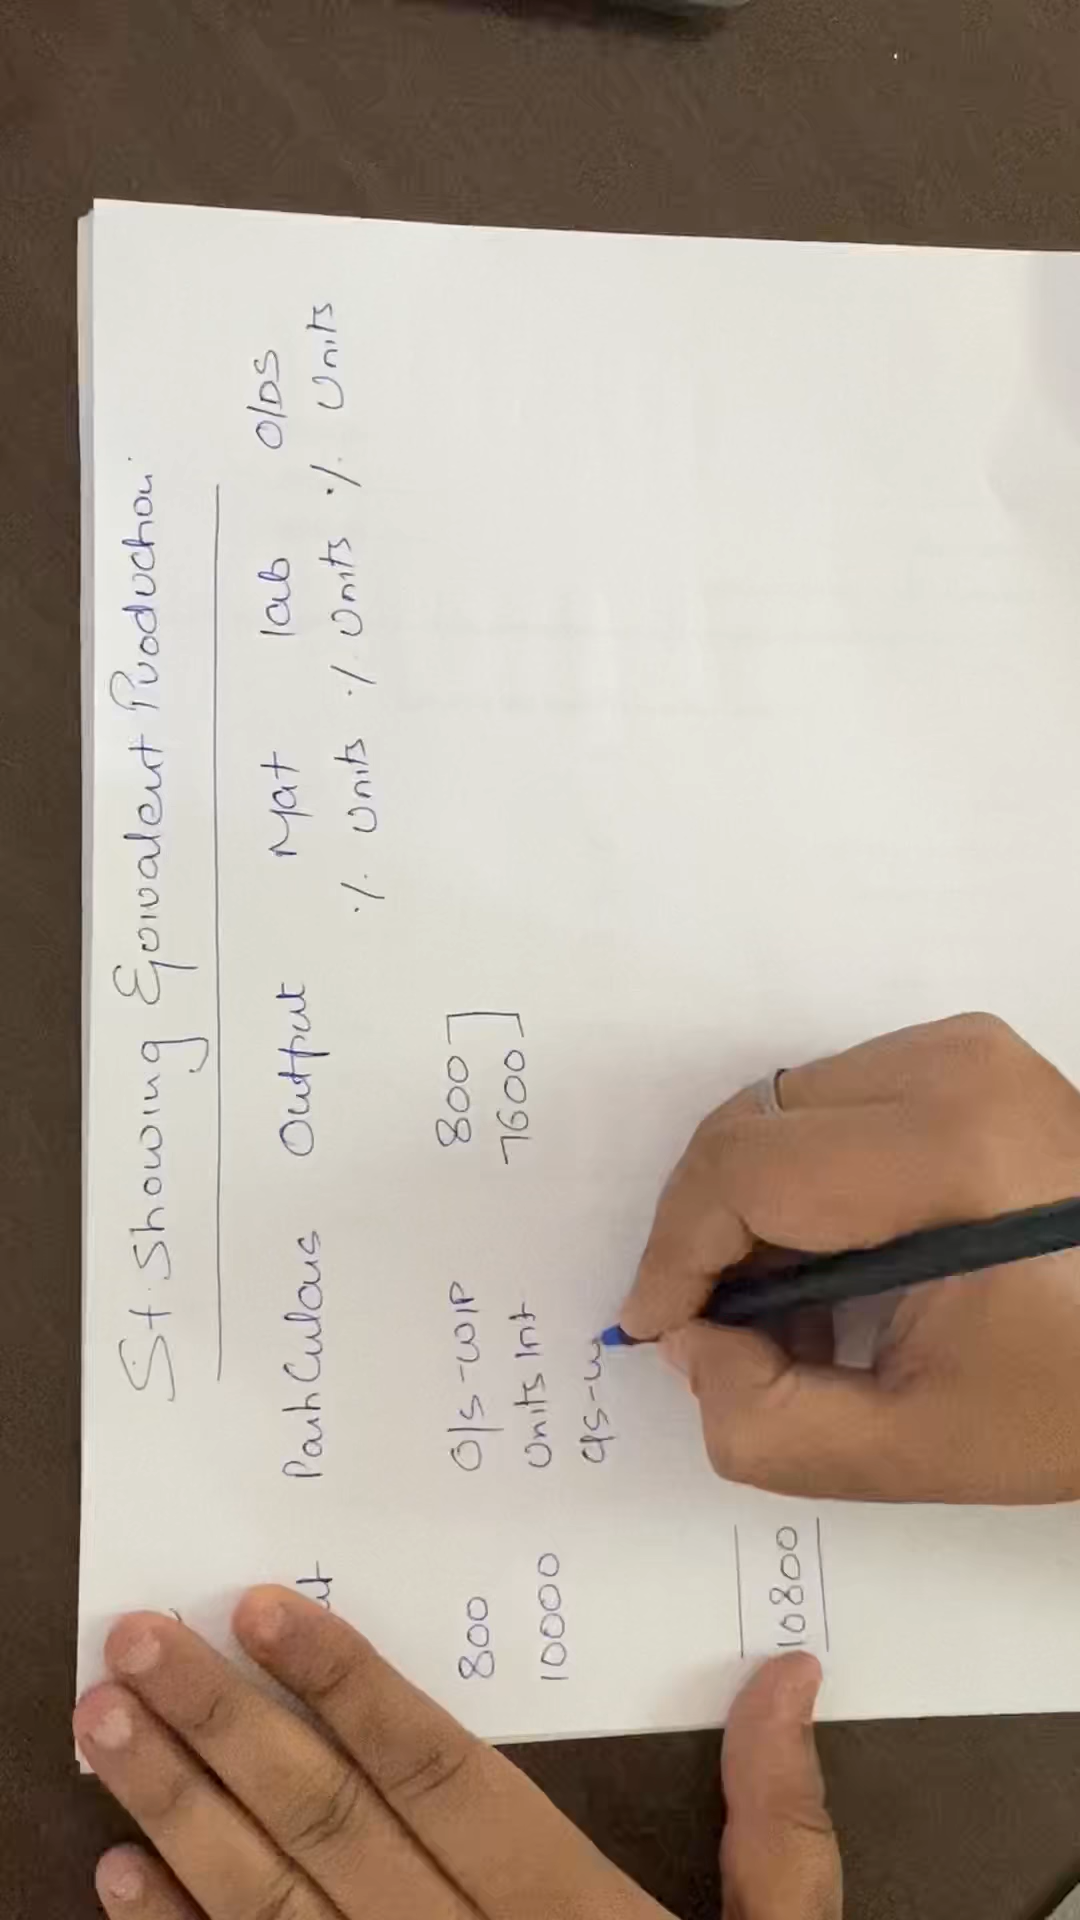 St. Showing Equivalent Production.
Particulars Output Mat lab O/DS
% Units % Units % Units
800 O/S-WIP 800
10000 Units Int 7600
C/S-W
10800